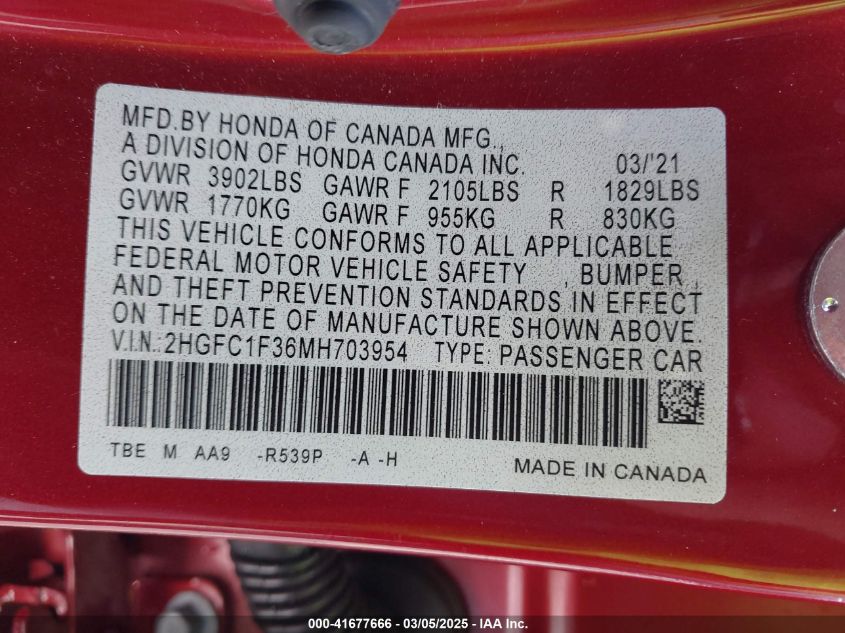 MFD.BY HONDA OF CANADA MFG.,
A DIVISION OF HONDA CANADA INC. 03/'21
GVWR 3902LBS GAWR F 2105LBS R 1829LBS
GVWR 1770KG GAWR F 955KG R 830KG
THIS VEHICLE CONFORMS TO ALL APPLICABLE
FEDERAL MOTOR VEHICLE SAFETY , BUMPER ,
AND THEFT PREVENTION STANDARDS IN EFFECT
ON THE DATE OF MANUFACTURE SHOWN ABOVE.
V.I.N.:2HGFC1F36MH703954 TYPE: PASSENGER CAR
TBE M AA9 -R539P -A -H
MADE IN CANADA
000-41677666 - 03/05/2025 - IAA Inc.